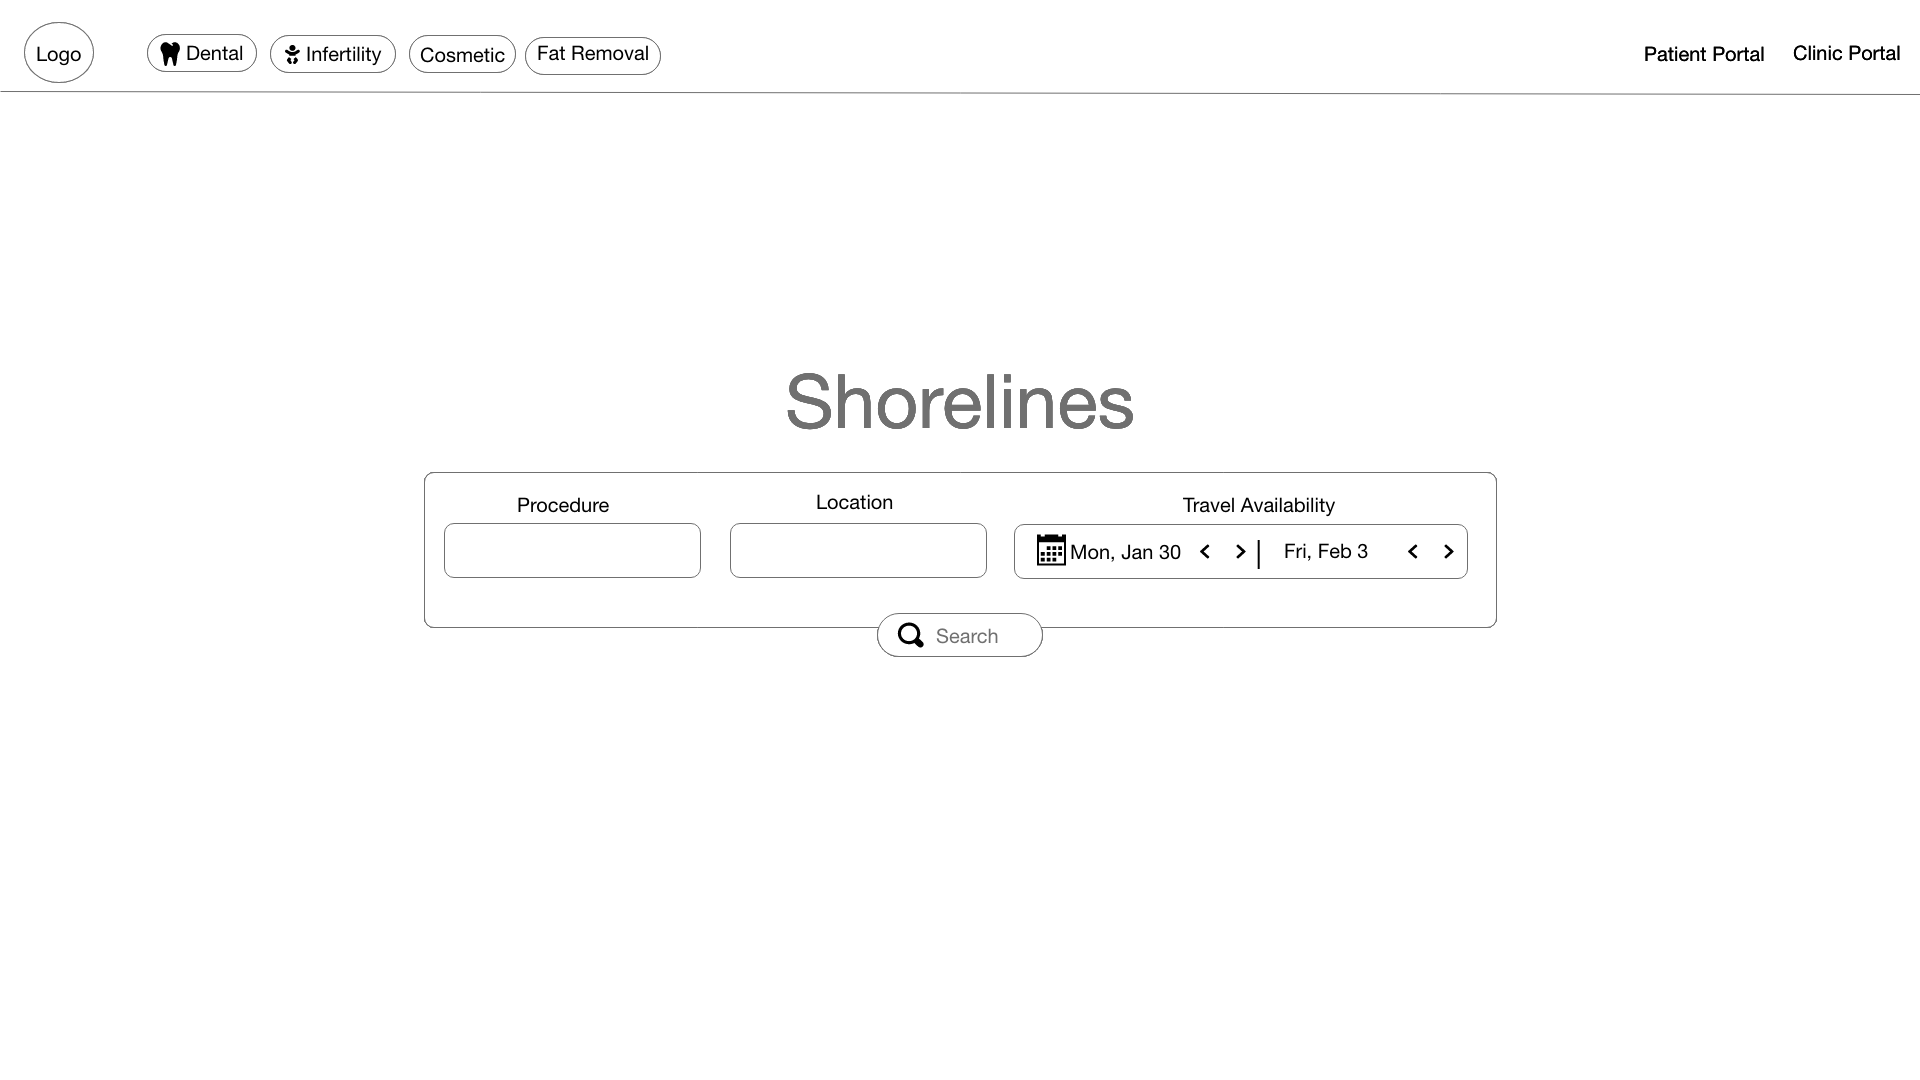 Logo
Dental
Infertility
Cosmetic
Fat Removal
Patient Portal
Clinic Portal
Shorelines
Procedure
Location
Travel Availability
Mon, Jan 30 < > | Fri, Feb 3 < >
Search